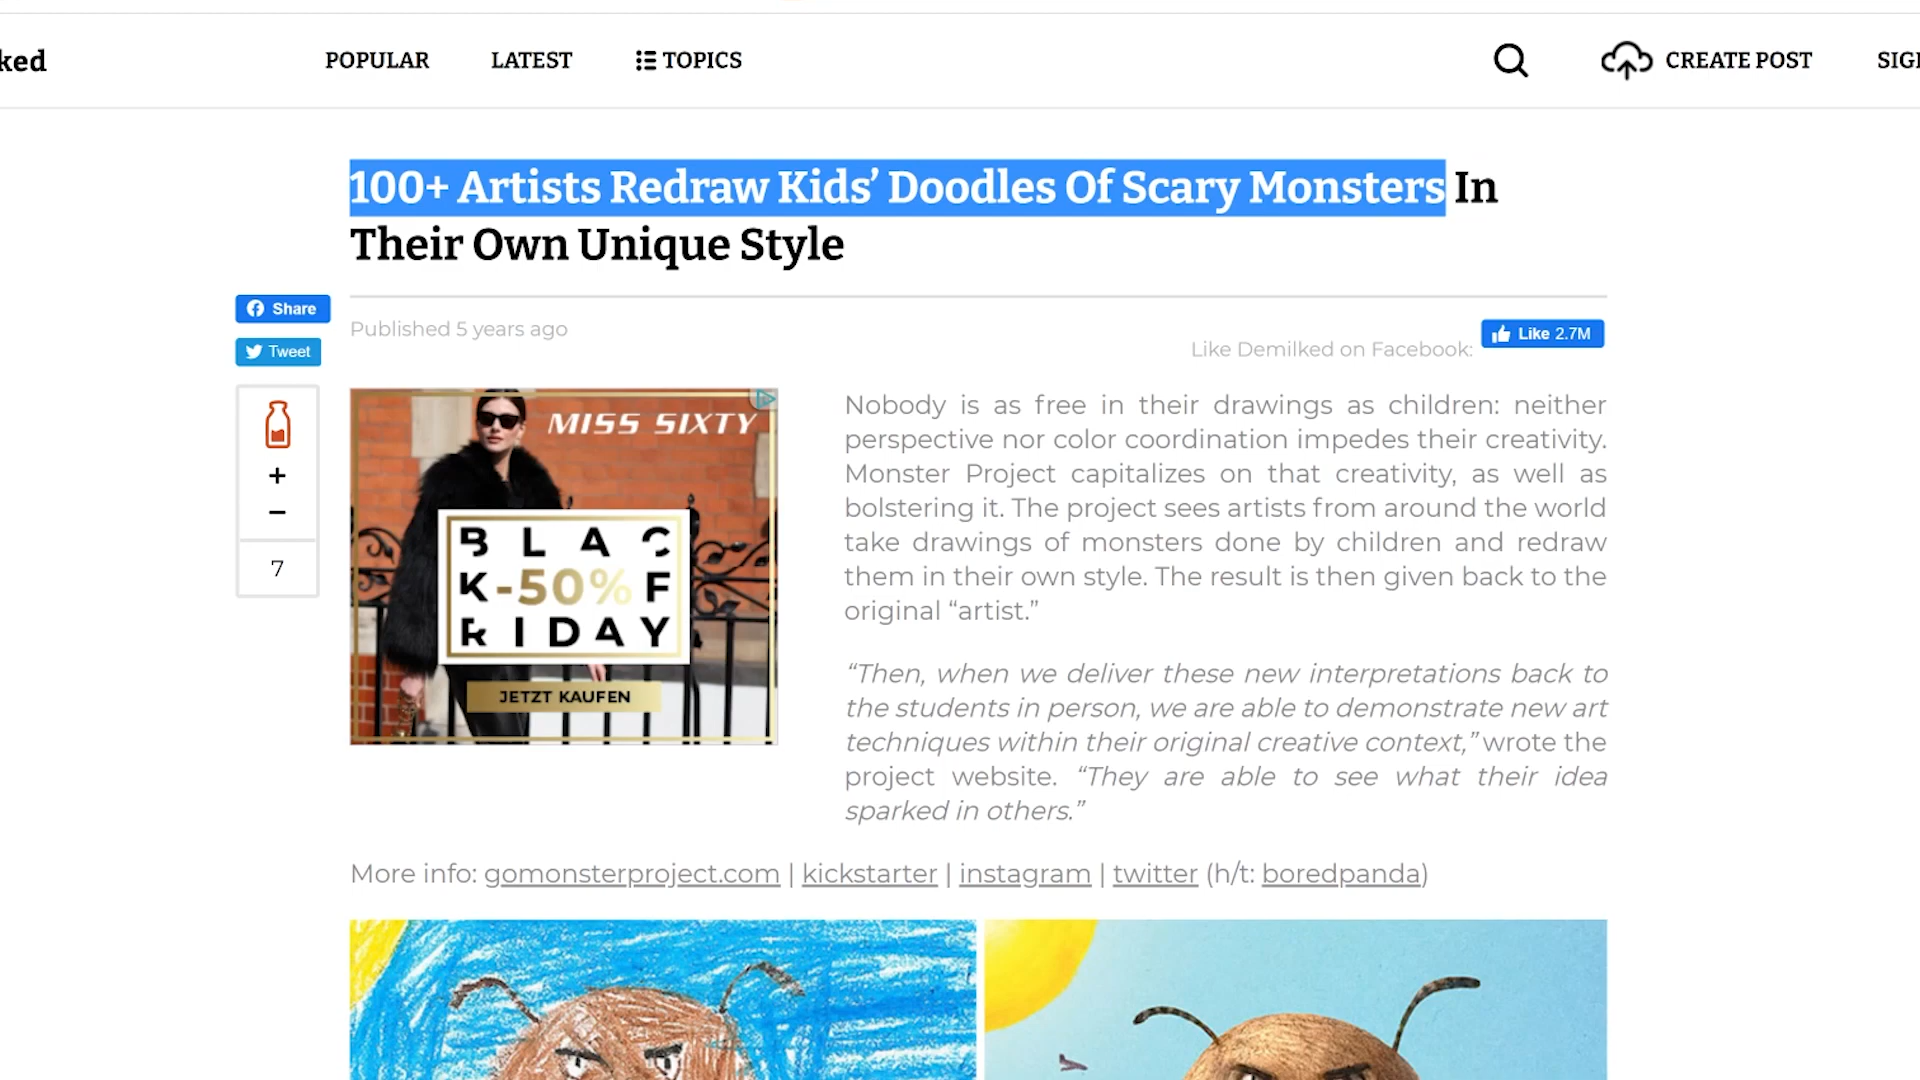 ked
POPULAR
LATEST
TOPICS
CREATE POST
SIG
100+ Artists Redraw Kids’ Doodles Of Scary Monsters In
Their Own Unique Style
Share
Tweet
+
−
7
Published 5 years ago
Like Demilked on Facebook:
Like 2.7M
MISS SIXTY
BLAC
K-50%F
RIDAY
JETZT KAUFEN
Nobody is as free in their drawings as children: neither
perspective nor color coordination impedes their creativity.
Monster Project capitalizes on that creativity, as well as
bolstering it. The project sees artists from around the world
take drawings of monsters done by children and redraw
them in their own style. The result is then given back to the
original “artist.”
“Then, when we deliver these new interpretations back to
the students in person, we are able to demonstrate new art
techniques within their original creative context,” wrote the
project website. “They are able to see what their idea
sparked in others.”
More info: gomonsterproject.com | kickstarter | instagram | twitter (h/t: boredpanda)